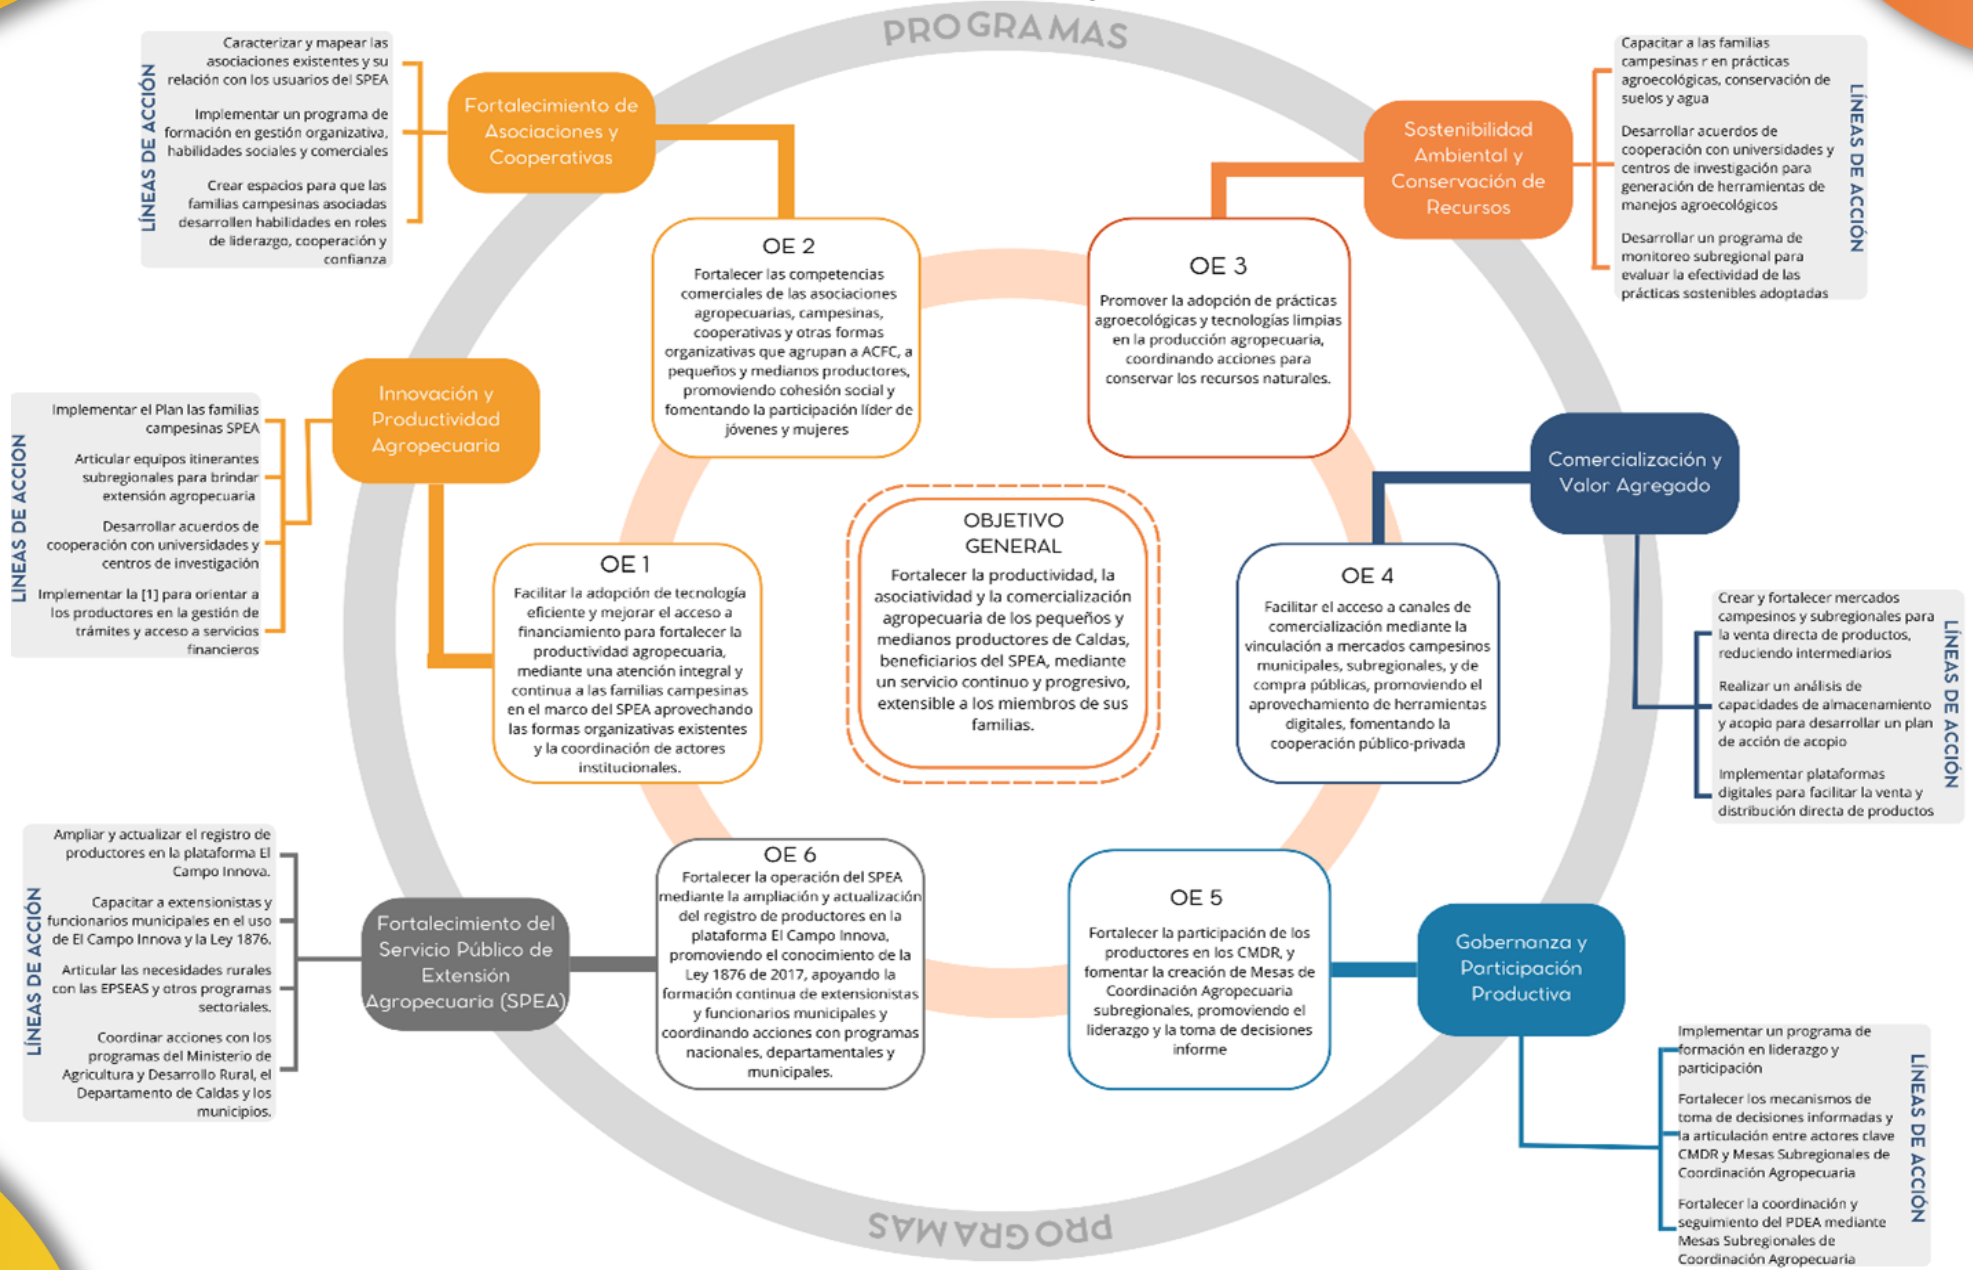 PROGRAMAS
LÍNEAS DE ACCIÓN
Caracterizar y mapear las
asociaciones existentes y su
relación con los usuarios del SPEA
Implementar un programa de
formación en gestión organizativa,
habilidades sociales y comerciales
Crear espacios para que las
familias campesinas asociadas
desarrollen habilidades en roles
de liderazgo, cooperación y
confianza
Fortalecimiento de
Asociaciones y
Cooperativas
OE 2
Fortalecer las competencias
comerciales de las asociaciones
agropecuarias, campesinas,
cooperativas y otras formas
organizativas que agrupan a ACFC, a
pequeños y medianos productores,
promoviendo cohesión social y
fomentando la participación líder de
jóvenes y mujeres
OE 3
Promover la adopción de prácticas
agroecológicas y tecnologías limpias
en la producción agropecuaria,
coordinando acciones para
conservar los recursos naturales.
Sostenibilidad
Ambiental y
Conservación de
Recursos
Capacitar a las familias
campesinas r en prácticas
agroecológicas, conservación de
suelos y agua
Desarrollar acuerdos de
cooperación con universidades y
centros de investigación para
generación de herramientas de
manejos agroecológicos
Desarrollar un programa de
monitoreo subregional para
evaluar la efectividad de las
prácticas sostenibles adoptadas
LÍNEAS DE ACCIÓN
LÍNEAS DE ACCIÓN
Implementar el Plan las familias
campesinas SPEA
Articular equipos itinerantes
subregionales para brindar
extensión agropecuaria
Desarrollar acuerdos de
cooperación con universidades y
centros de investigación
Implementar la [1] para orientar a
los productores en la gestión de
trámites y acceso a servicios
financieros
Innovación y
Productividad
Agropecuaria
OE 1
Facilitar la adopción de tecnología
eficiente y mejorar el acceso a
financiamiento para fortalecer la
productividad agropecuaria,
mediante una atención integral y
continua a las familias campesinas
en el marco del SPEA aprovechando
las formas organizativas existentes
y la coordinación de actores
institucionales.
OBJETIVO
GENERAL
Fortalecer la productividad, la
asociatividad y la comercialización
agropecuaria de los pequeños y
medianos productores de Caldas,
beneficiarios del SPEA, mediante
un servicio continuo y progresivo,
extensible a los miembros de sus
familias.
OE 4
Facilitar el acceso a canales de
comercialización mediante la
vinculación a mercados campesinos
municipales, subregionales, y de
compra públicas, promoviendo el
aprovechamiento de herramientas
digitales, fomentando la
cooperación público-privada
Comercialización y
Valor Agregado
Crear y fortalecer mercados
campesinos y subregionales para
la venta directa de productos,
reduciendo intermediarios
Realizar un análisis de
capacidades de almacenamiento
y acopio para desarrollar un plan
de acción de acopio
Implementar plataformas
digitales para facilitar la venta y
distribución directa de productos
LÍNEAS DE ACCIÓN
LÍNEAS DE ACCIÓN
Ampliar y actualizar el registro de
productores en la plataforma El
Campo Innova.
Capacitar a extensionistas y
funcionarios municipales en el uso
de El Campo Innova y la Ley 1876.
Articular las necesidades rurales
con las EPSEAS y otros programas
sectoriales.
Coordinar acciones con los
programas del Ministerio de
Agricultura y Desarrollo Rural, el
Departamento de Caldas y los
municipios.
Fortalecimiento del
Servicio Público de
Extensión
Agropecuaria (SPEA)
OE 6
Fortalecer la operación del SPEA
mediante la ampliación y actualización
del registro de productores en la
plataforma El Campo Innova,
promoviendo el conocimiento de la
Ley 1876 de 2017, apoyando la
formación continua de extensionistas
y funcionarios municipales y
coordinando acciones con programas
nacionales, departamentales y
municipales.
OE 5
Fortalecer la participación de los
productores en los CMDR, y
fomentar la creación de Mesas de
Coordinación Agropecuaria
subregionales, promoviendo el
liderazgo y la toma de decisiones
informe
Gobernanza y
Participación
Productiva
Implementar un programa de
formación en liderazgo y
participación
Fortalecer los mecanismos de
toma de decisiones informadas y
la articulación entre actores clave
CMDR y Mesas Subregionales de
Coordinación Agropecuaria
Fortalecer la coordinación y
seguimiento del PDEA mediante
Mesas Subregionales de
Coordinación Agropecuaria
LÍNEAS DE ACCIÓN
PROGRAMAS